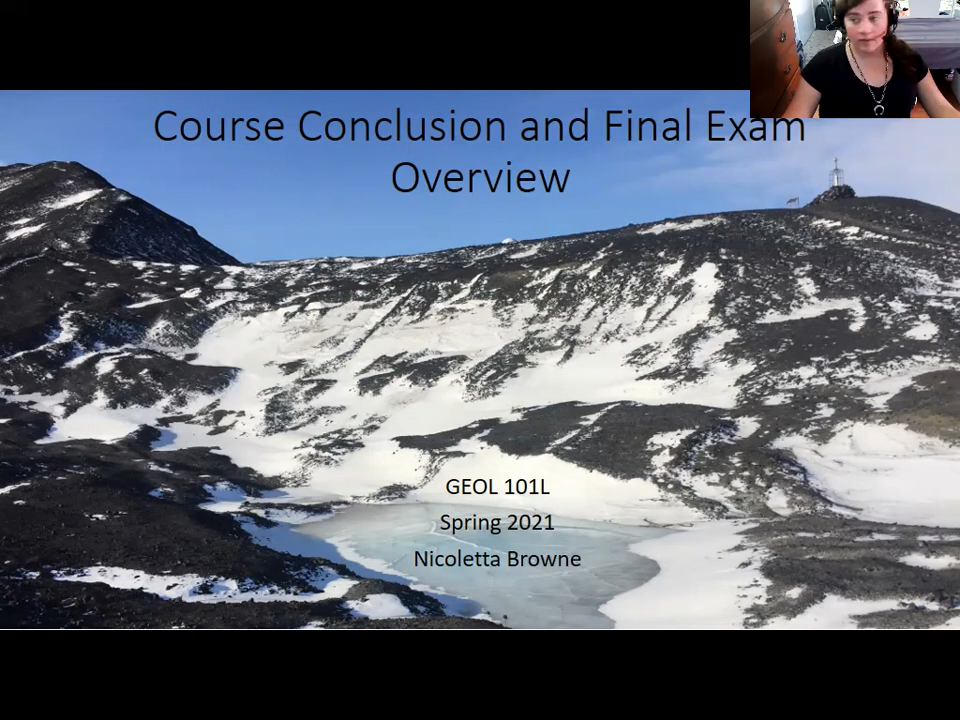 Course Conclusion and Final Exam
Overview
GEOL 101L
Spring 2021
Nicoletta Browne